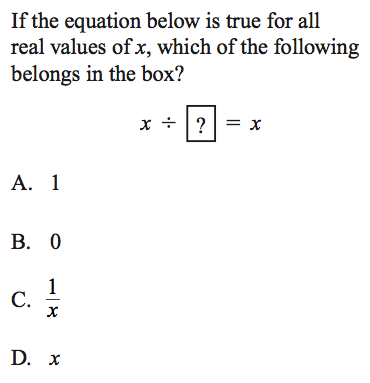 If the equation below is true for all
real values of x, which of the following
belongs in the box?
x ÷ ? = x
A. 1
B. 0
C. 1/x
D. x